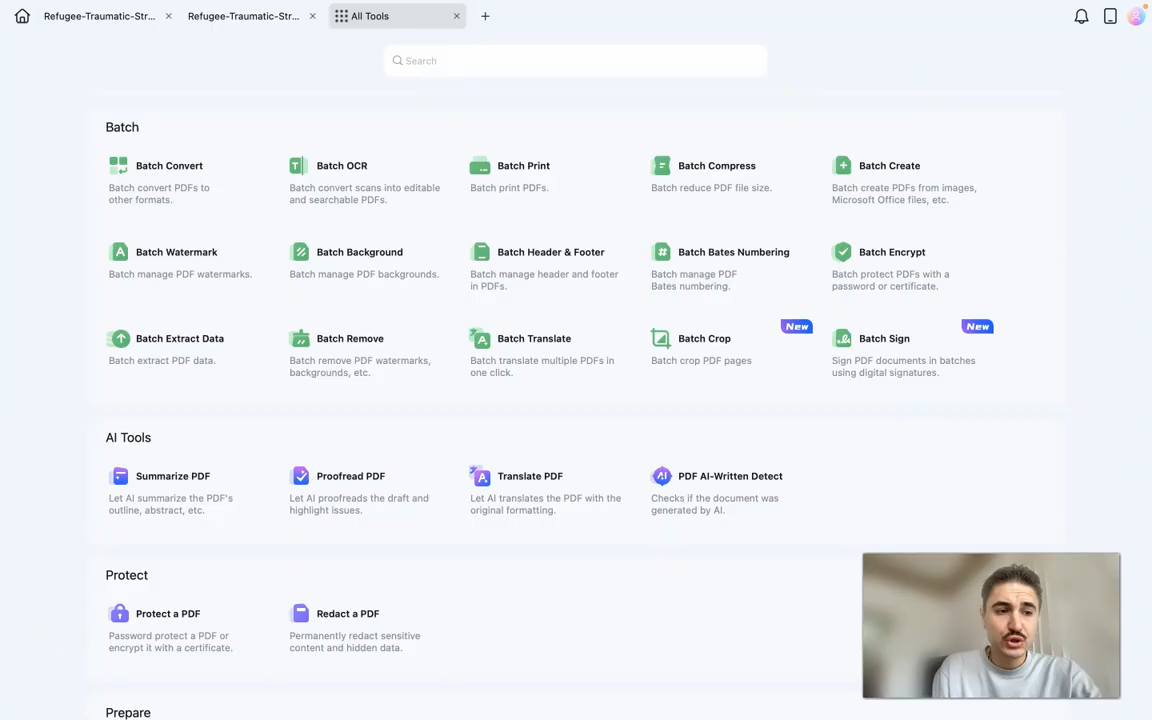 Refugee-Traumatic-Str...
Refugee-Traumatic-Str...
All Tools
Search
Batch
Batch Convert
Batch convert PDFs to
other formats.
Batch OCR
Batch convert scans into editable
and searchable PDFs.
Batch Print
Batch print PDFs.
Batch Compress
Batch reduce PDF file size.
Batch Create
Batch create PDFs from images,
Microsoft Office files, etc.
Batch Watermark
Batch manage PDF watermarks.
Batch Background
Batch manage PDF backgrounds.
Batch Header & Footer
Batch manage header and footer
in PDFs.
Batch Bates Numbering
Batch manage PDF
Bates numbering.
Batch Encrypt
Batch protect PDFs with a
password or certificate.
Batch Extract Data
Batch extract PDF data.
Batch Remove
Batch remove PDF watermarks,
backgrounds, etc.
Batch Translate
Batch translate multiple PDFs in
one click.
New
Batch Crop
Batch crop PDF pages
New
Batch Sign
Sign PDF documents in batches
using digital signatures.
AI Tools
Summarize PDF
Let AI summarize the PDF's
outline, abstract, etc.
Proofread PDF
Let AI proofreads the draft and
highlight issues.
Translate PDF
Let AI translates the PDF with the
original formatting.
PDF AI-Written Detect
Checks if the document was
generated by AI.
Protect
Protect a PDF
Password protect a PDF or
encrypt it with a certificate.
Redact a PDF
Permanently redact sensitive
content and hidden data.
Prepare